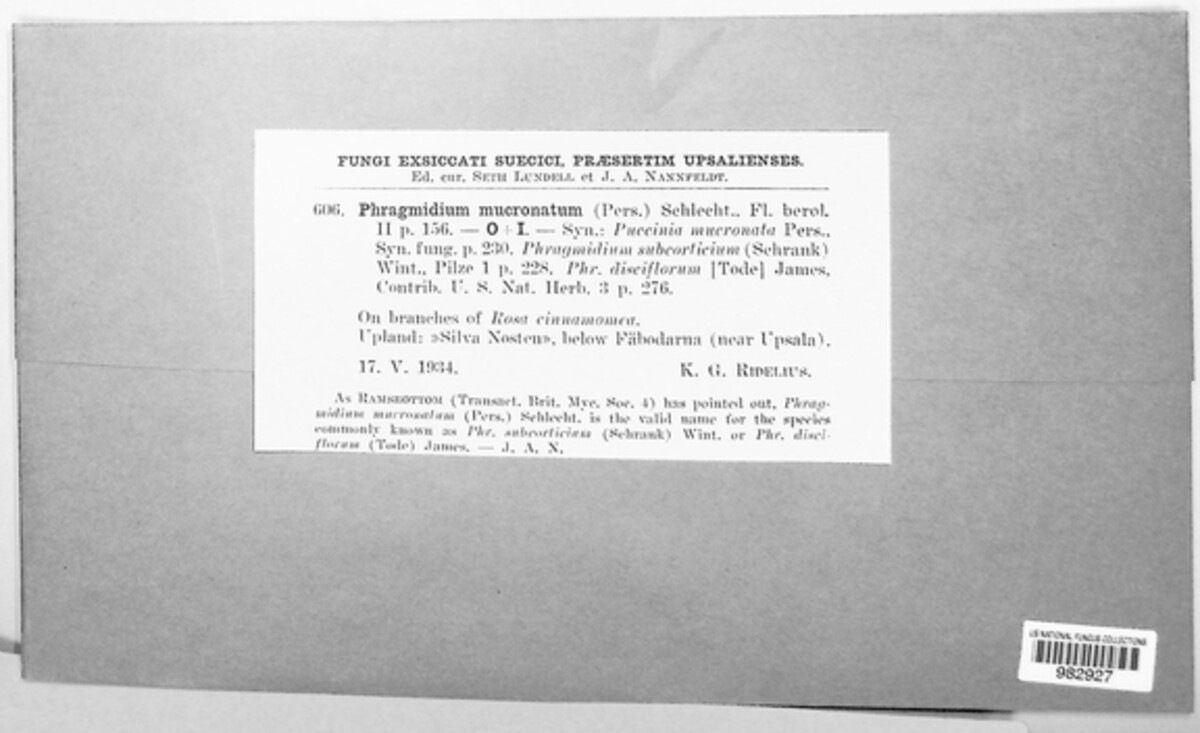 FUNGI EXSICCATI SUECICI, PRÆSERTIM UPSALIENSES.
Ed. cur. SETH LUNDELL et J. A. NANNFELDT.
606. Phragmidium mucronatum (Pers.) Schlecht., Fl. berol.
II p. 156. — O + I. — Syn.: Puccinia mucronata Pers.,
Syn. fung. p. 230. Phragmidium subcorticium (Schrank)
Wint., Pilze 1 p. 228. Phr. disciflorum [Tode] James,
Contrib. U. S. Nat. Herb. 3 p. 276.
On branches of Rosa cinnamomea.
Upland: »Silva Nosten», below Fäbodarna (near Upsala).
17. V. 1934. K. G. RIDELIUS.
As RAMSBOTTOM (Transact. Brit. Myc. Soc. 4) has pointed out, Phrag-
midium mucronatum (Pers.) Schlecht. is the valid name for the species
commonly known as Phr. subcorticium (Schrank) Wint. or Phr. disci-
florum (Tode) James. — J. A. N.
US NATIONAL FUNGUS COLLECTIONS
982927